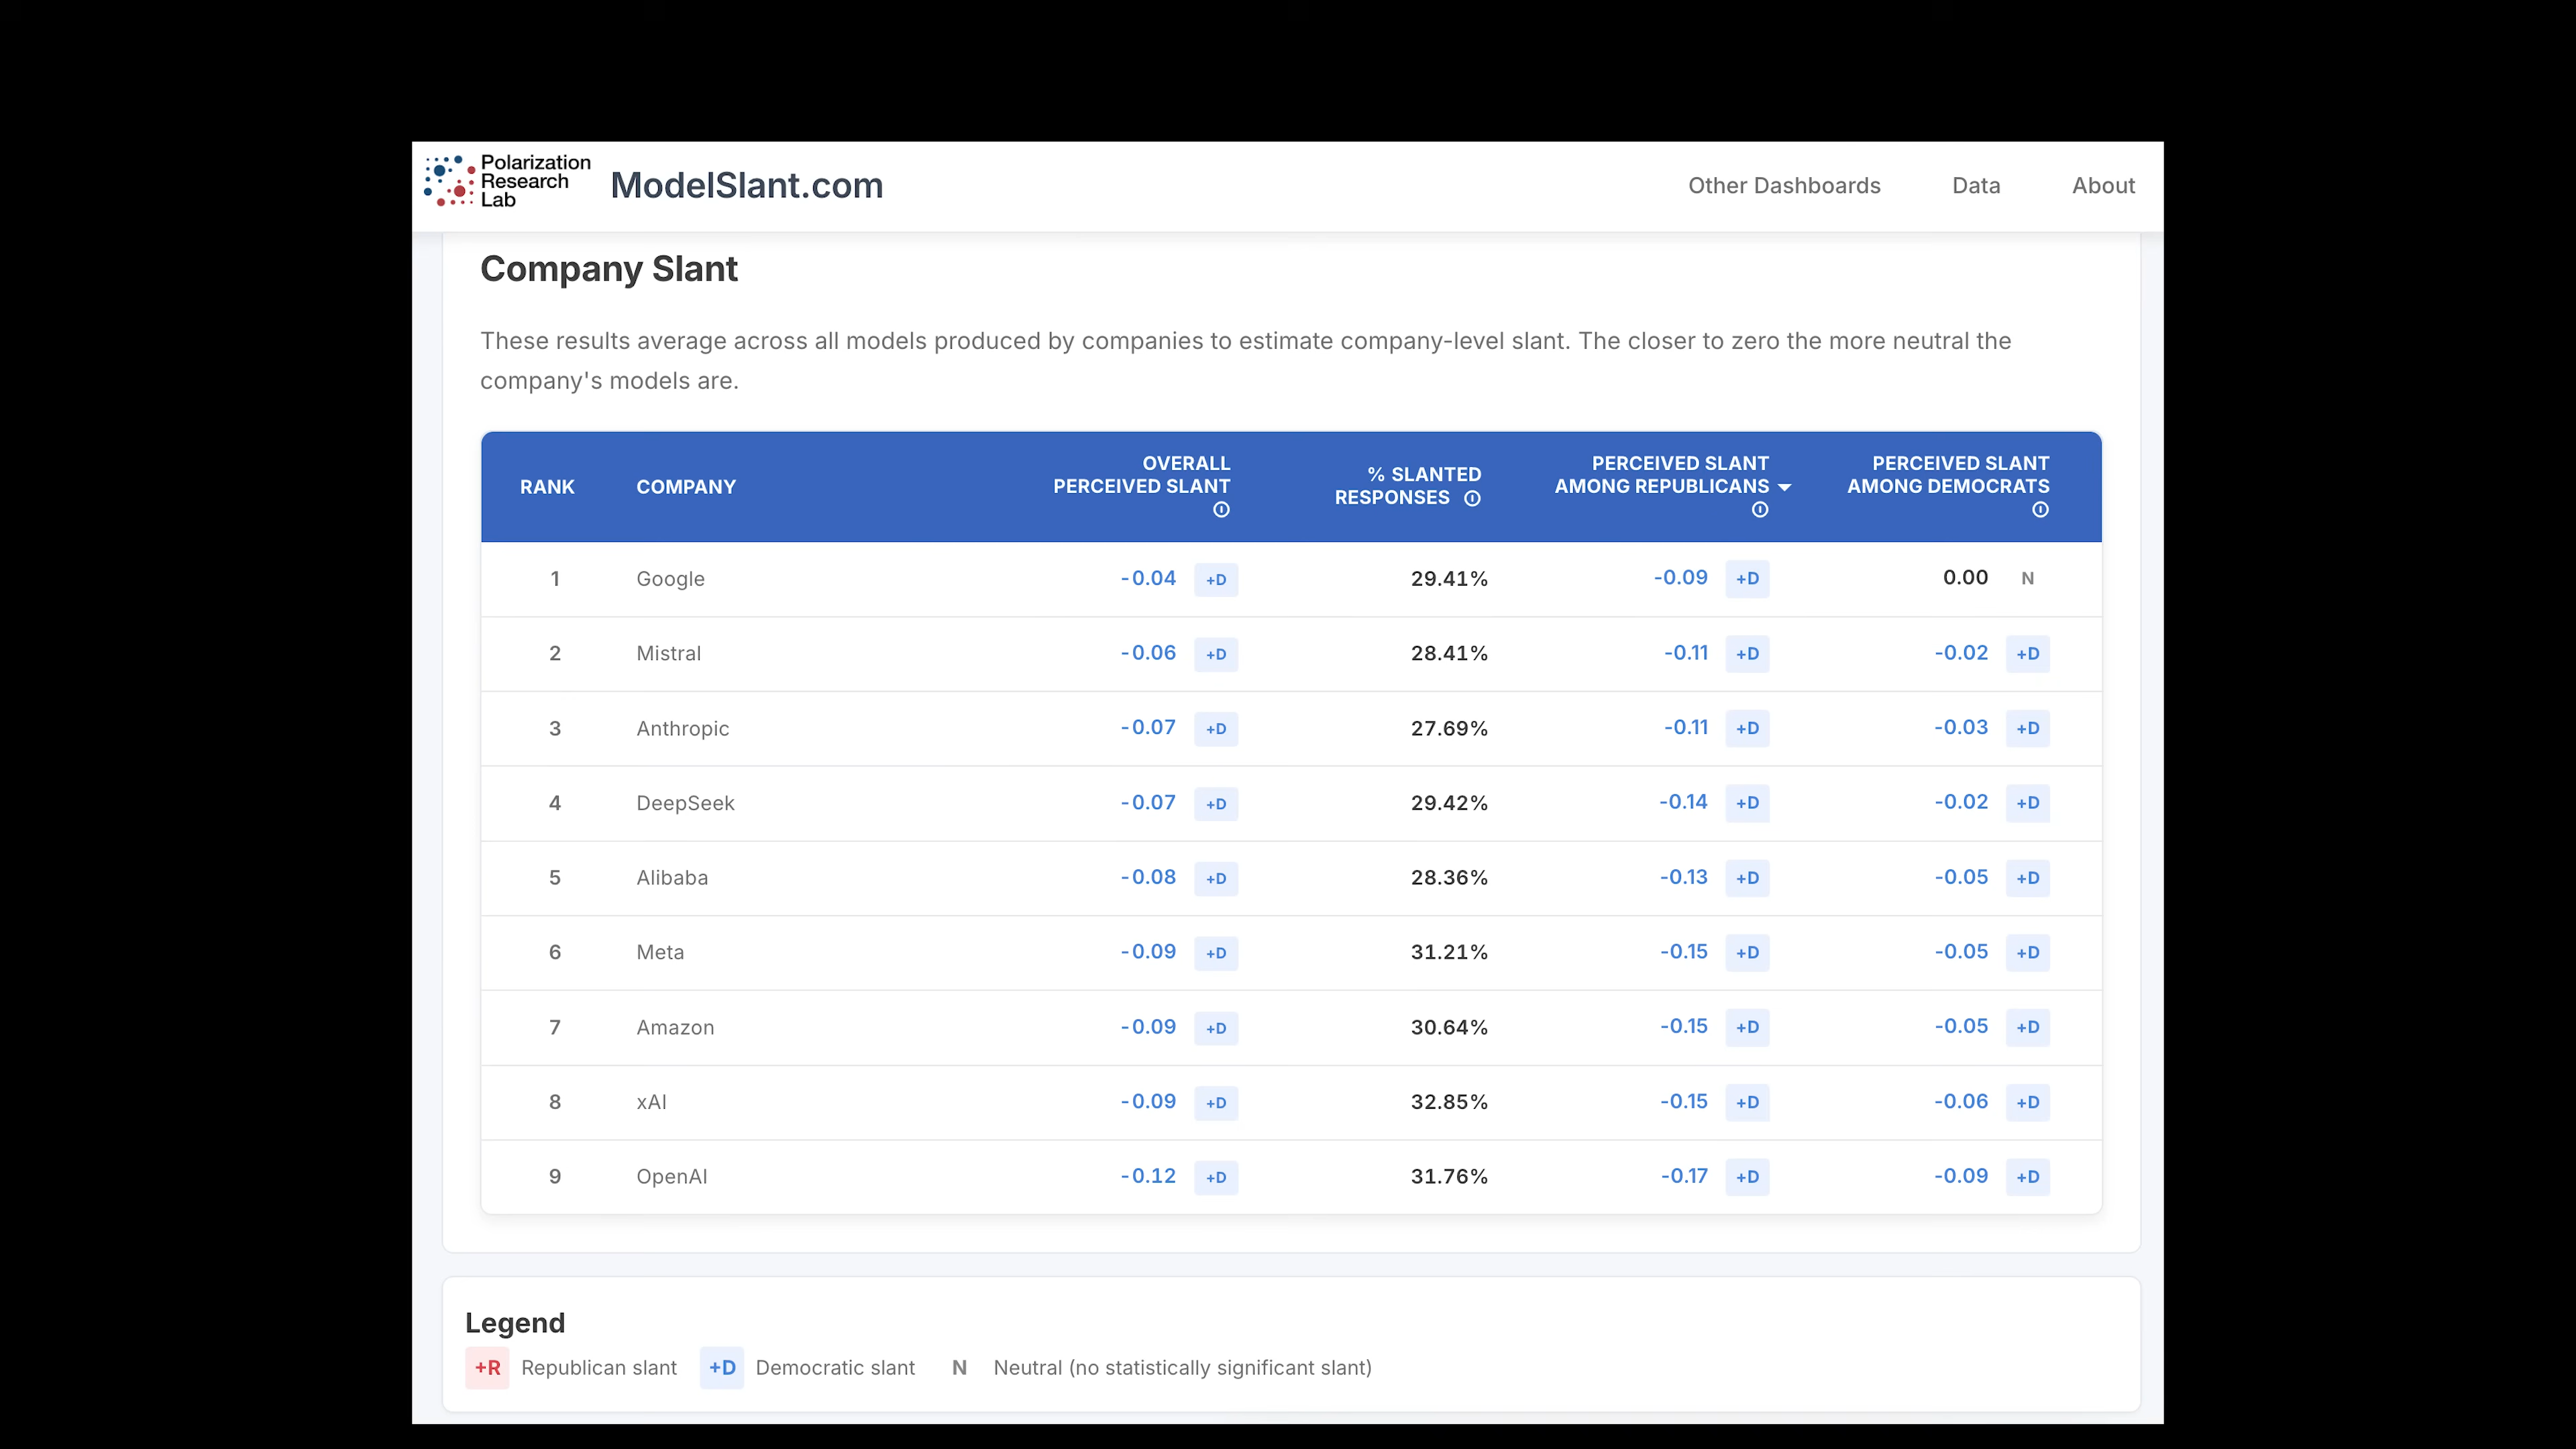 Polarization
Research
Lab
ModelSlant.com
Other Dashboards Data About
Company Slant
These results average across all models produced by companies to estimate company-level slant. The closer to zero the more neutral the
company's models are.
RANK COMPANY OVERALL PERCEIVED SLANT % SLANTED RESPONSES PERCEIVED SLANT AMONG REPUBLICANS PERCEIVED SLANT AMONG DEMOCRATS
1 Google -0.04 +D 29.41% -0.09 +D 0.00 N
2 Mistral -0.06 +D 28.41% -0.11 +D -0.02 +D
3 Anthropic -0.07 +D 27.69% -0.11 +D -0.03 +D
4 DeepSeek -0.07 +D 29.42% -0.14 +D -0.02 +D
5 Alibaba -0.08 +D 28.36% -0.13 +D -0.05 +D
6 Meta -0.09 +D 31.21% -0.15 +D -0.05 +D
7 Amazon -0.09 +D 30.64% -0.15 +D -0.05 +D
8 xAI -0.09 +D 32.85% -0.15 +D -0.06 +D
9 OpenAI -0.12 +D 31.76% -0.17 +D -0.09 +D
Legend
+R Republican slant +D Democratic slant N Neutral (no statistically significant slant)